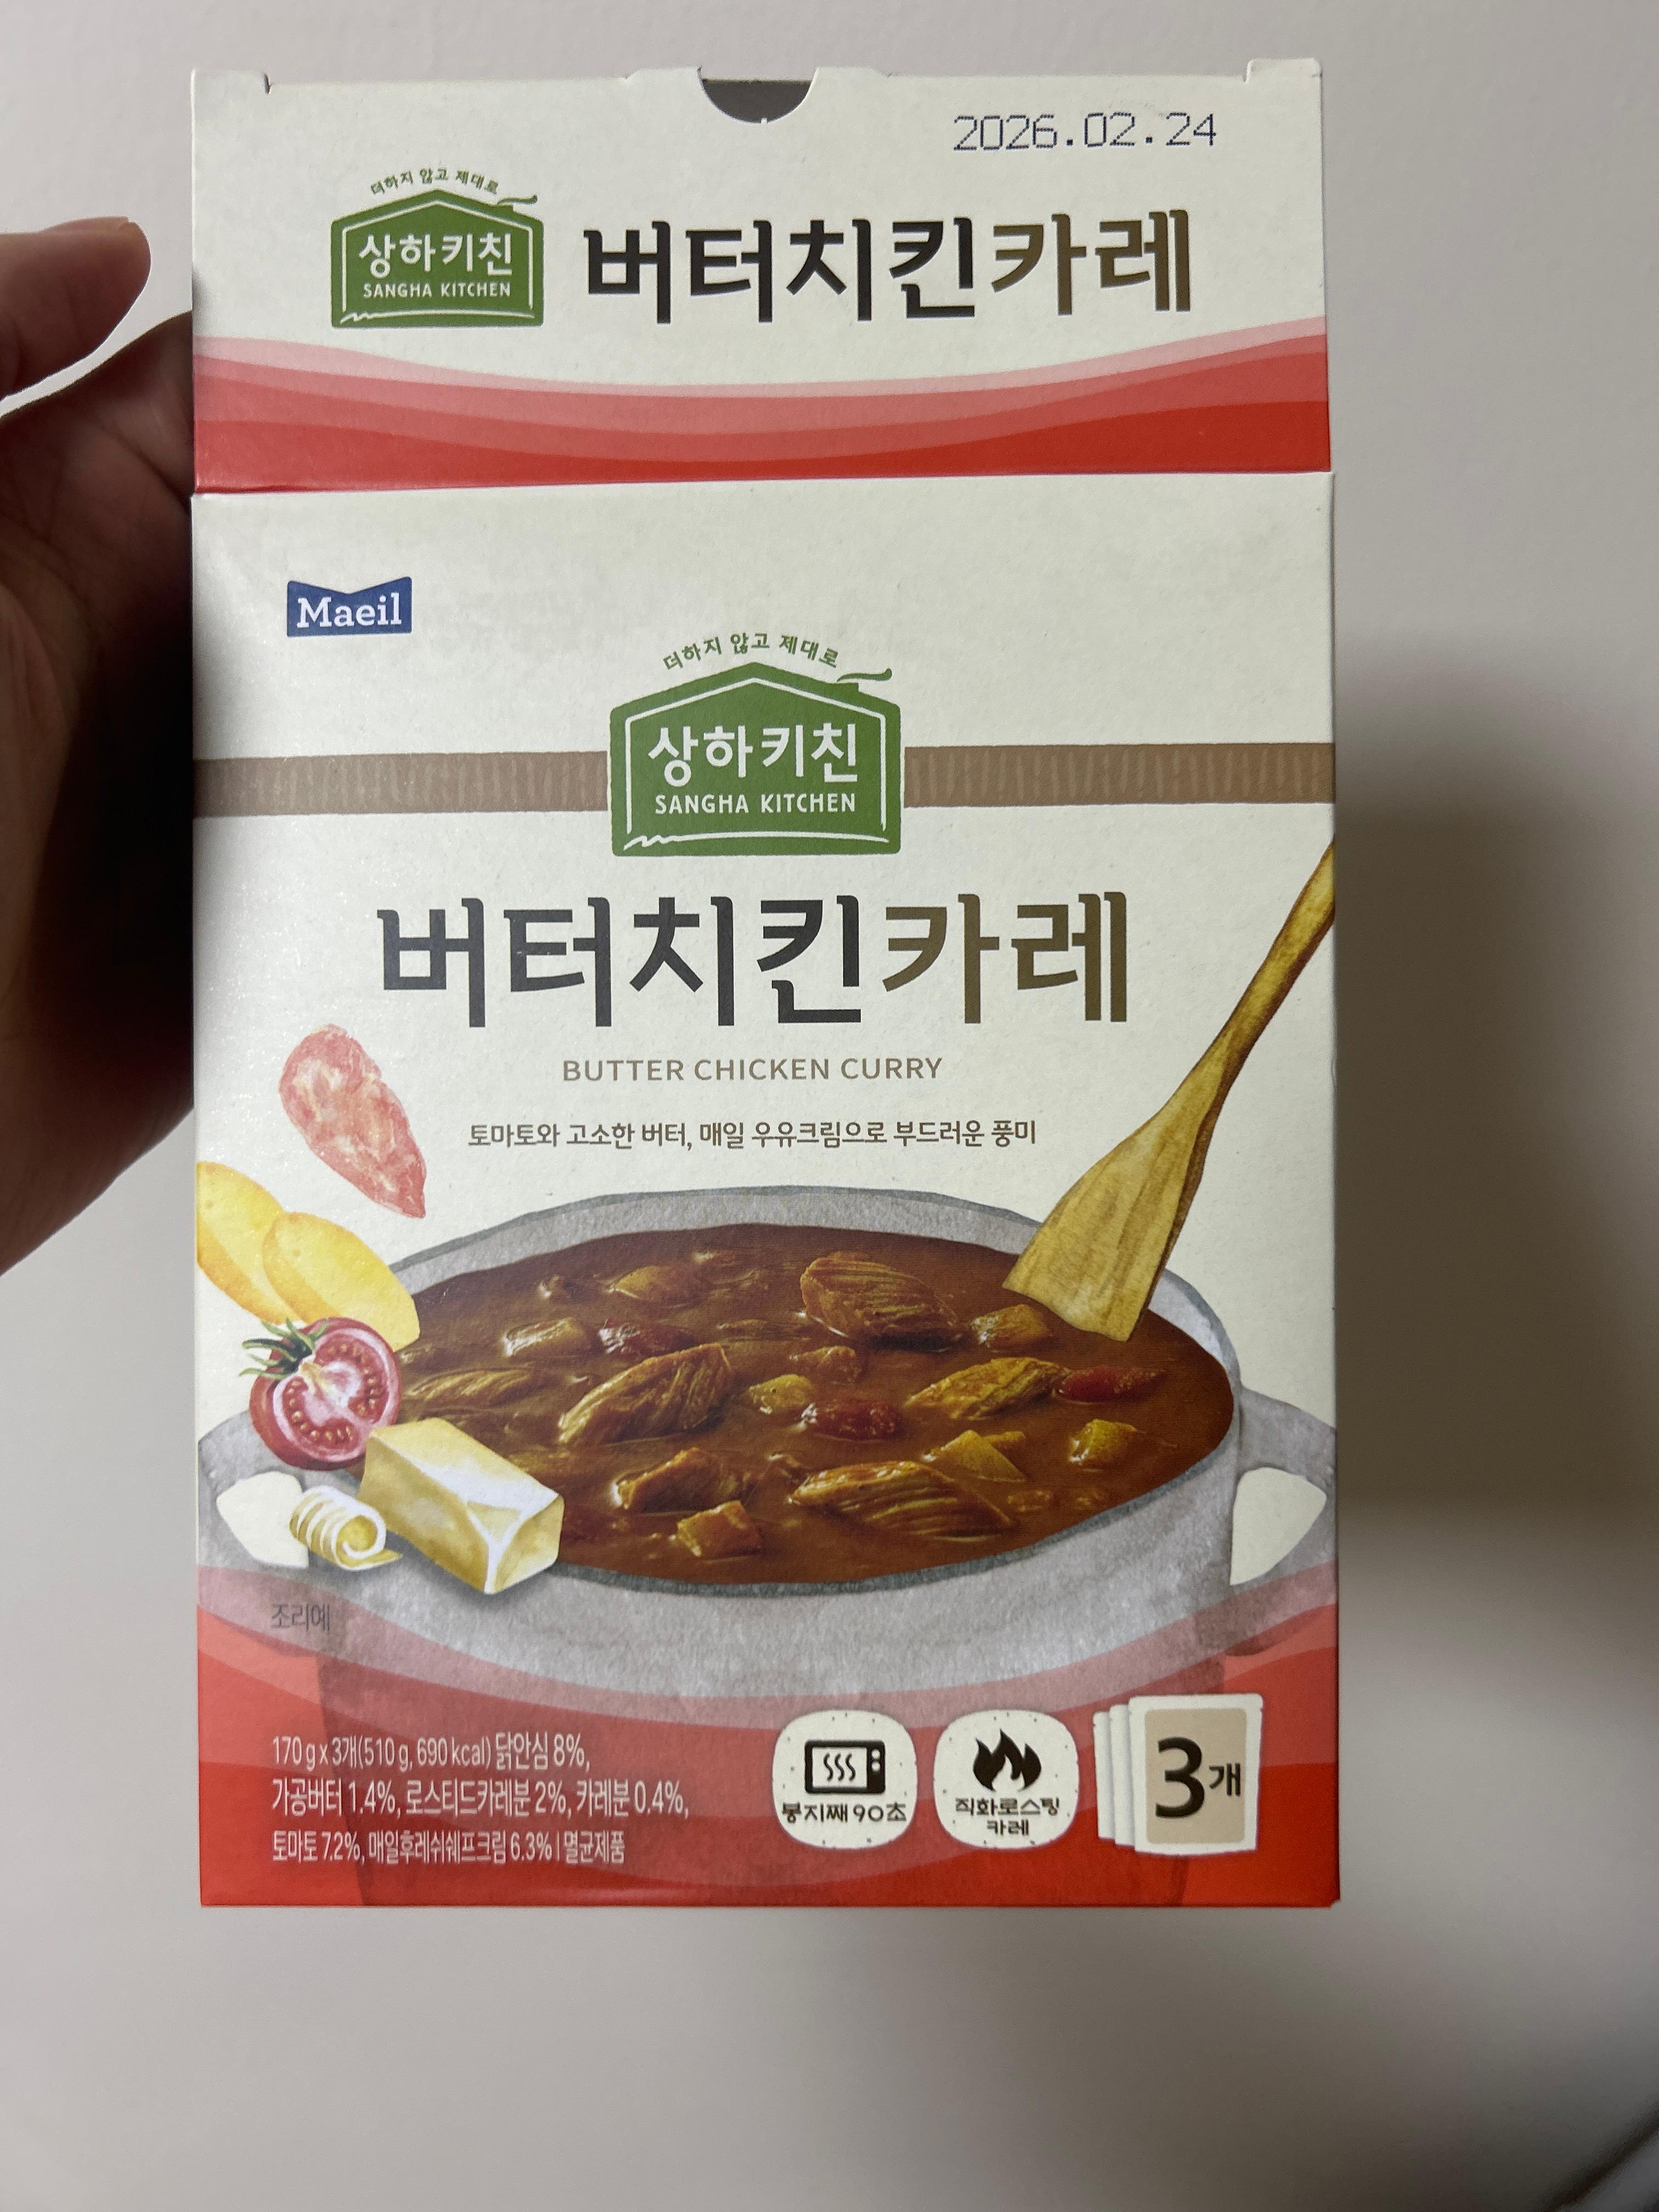 2026.02.24
더하지 않고 제대로
상하키친
SANGHA KITCHEN
버터치킨카레
Maeil
더하지 않고 제대로
상하키친
SANGHA KITCHEN
버터치킨카레
BUTTER CHICKEN CURRY
토마토와 고소한 버터, 매일 우유크림으로 부드러운 풍미
조리예
170 g x 3개(510 g, 690 kcal) 닭안심 8%,
가공버터 1.4%, 로스티드카레분 2%, 카레분 0.4%,
토마토 7.2%, 매일후레쉬쉐프크림 6.3% | 멸균제품
봉지째 90초
직화로스팅
카레
3개